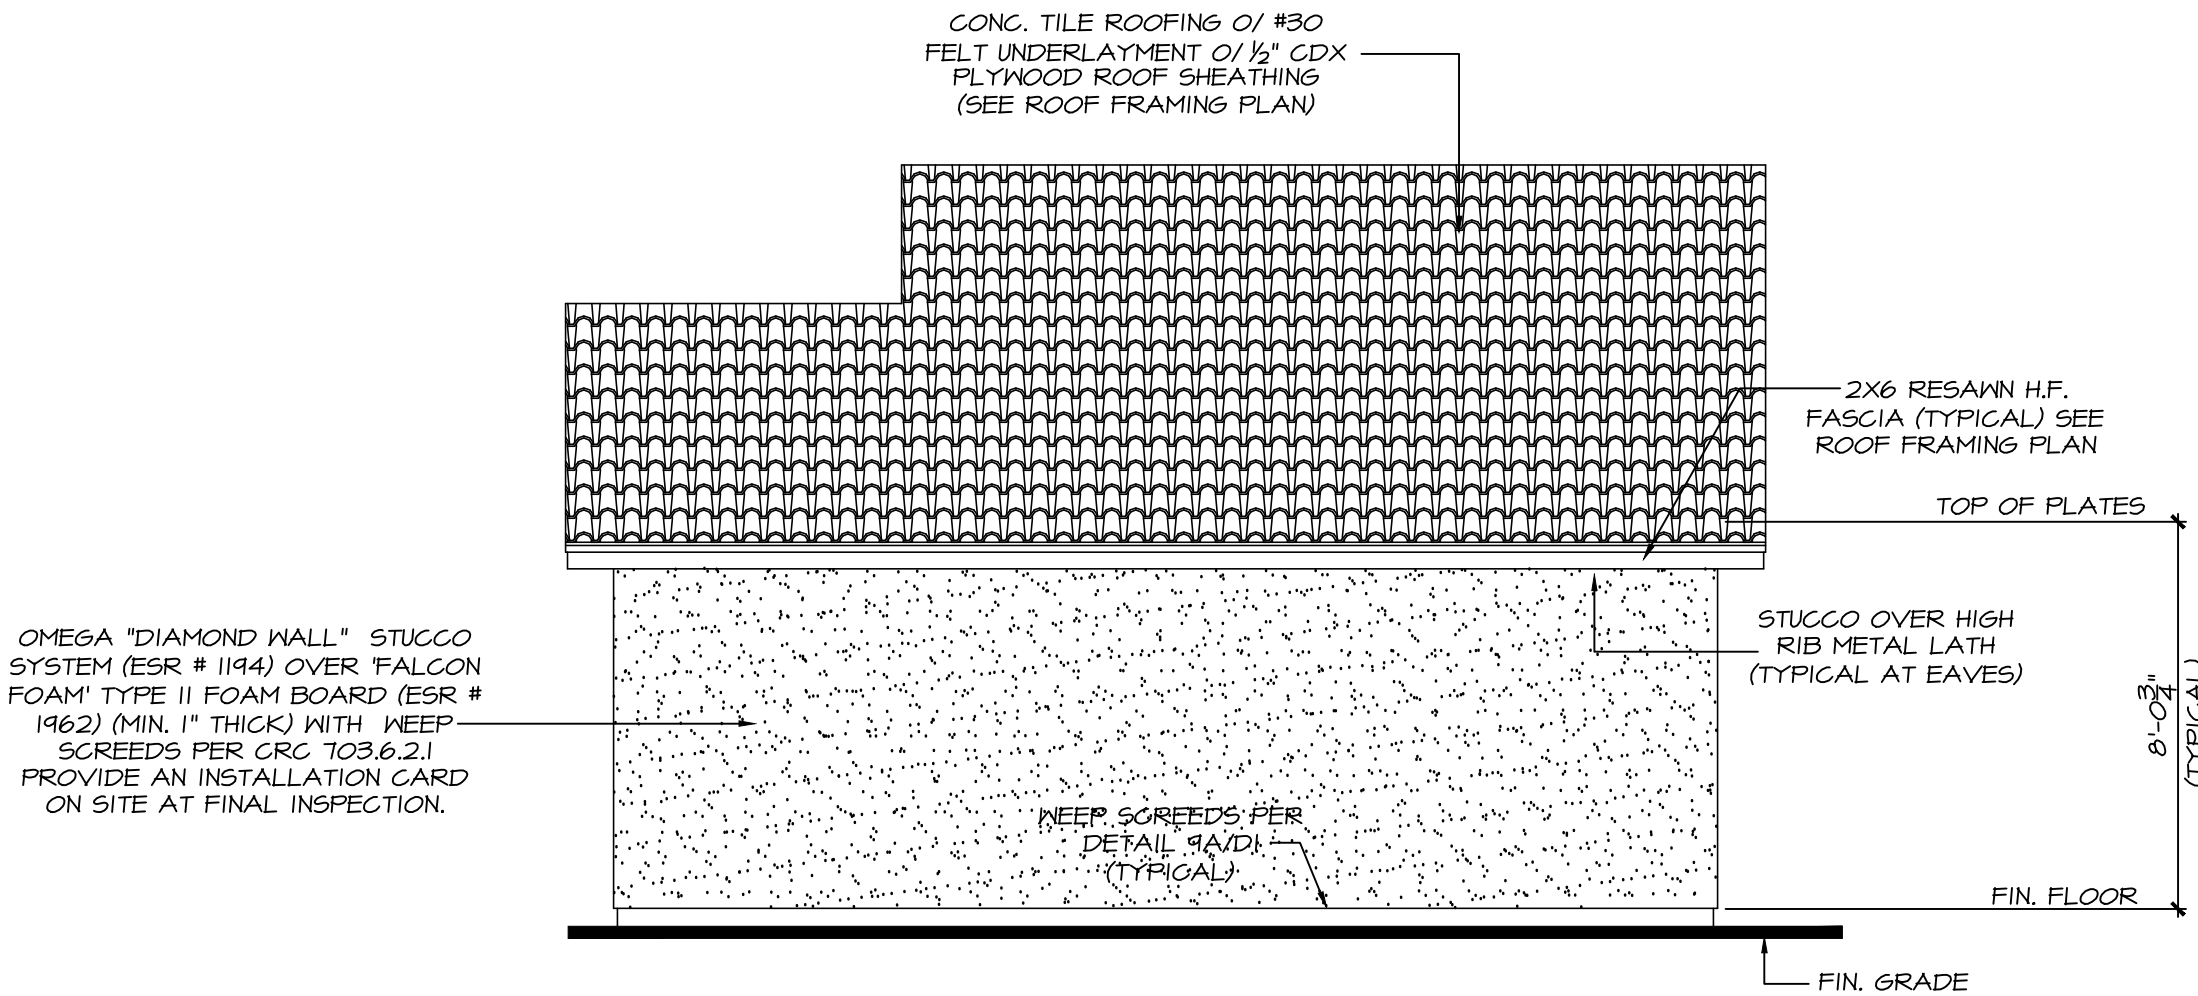 CONC. TILE ROOFING O/ #30
FELT UNDERLAYMENT O/ ½" CDX
PLYWOOD ROOF SHEATHING
(SEE ROOF FRAMING PLAN)
2X6 RESAWN H.F.
FASCIA (TYPICAL) SEE
ROOF FRAMING PLAN
TOP OF PLATES
STUCCO OVER HIGH
RIB METAL LATH
(TYPICAL AT EAVES)
8'-0¾"
(TYPICAL)
OMEGA "DIAMOND WALL" STUCCO
SYSTEM (ESR # 1194) OVER 'FALCON
FOAM' TYPE 11 FOAM BOARD (ESR #
1962) (MIN. 1" THICK) WITH WEEP
SCREEDS PER CRC 703.6.2.1
PROVIDE AN INSTALLATION CARD
ON SITE AT FINAL INSPECTION.
WEEP SCREEDS PER
DETAIL 9A/D1
(TYPICAL)
FIN. FLOOR
FIN. GRADE